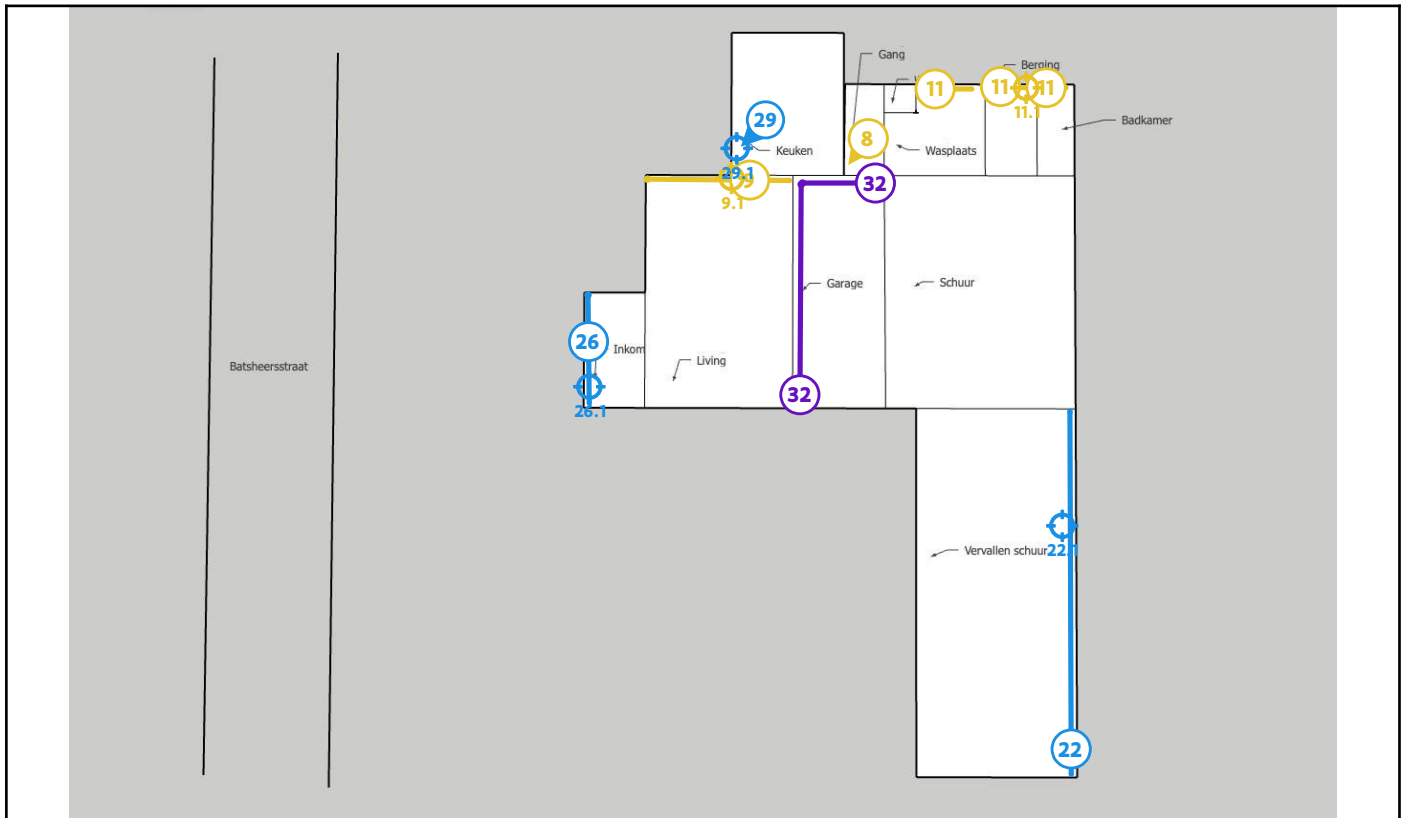 Gang
Berging
11
11
11
11.1
Badkamer
29
8
Keuken
Wasplaats
29.1
9
9.1
32
Garage
Schuur
26
Inkom
Living
Batsheersstraat
32
26.1
Vervallen schuur
22.1
22